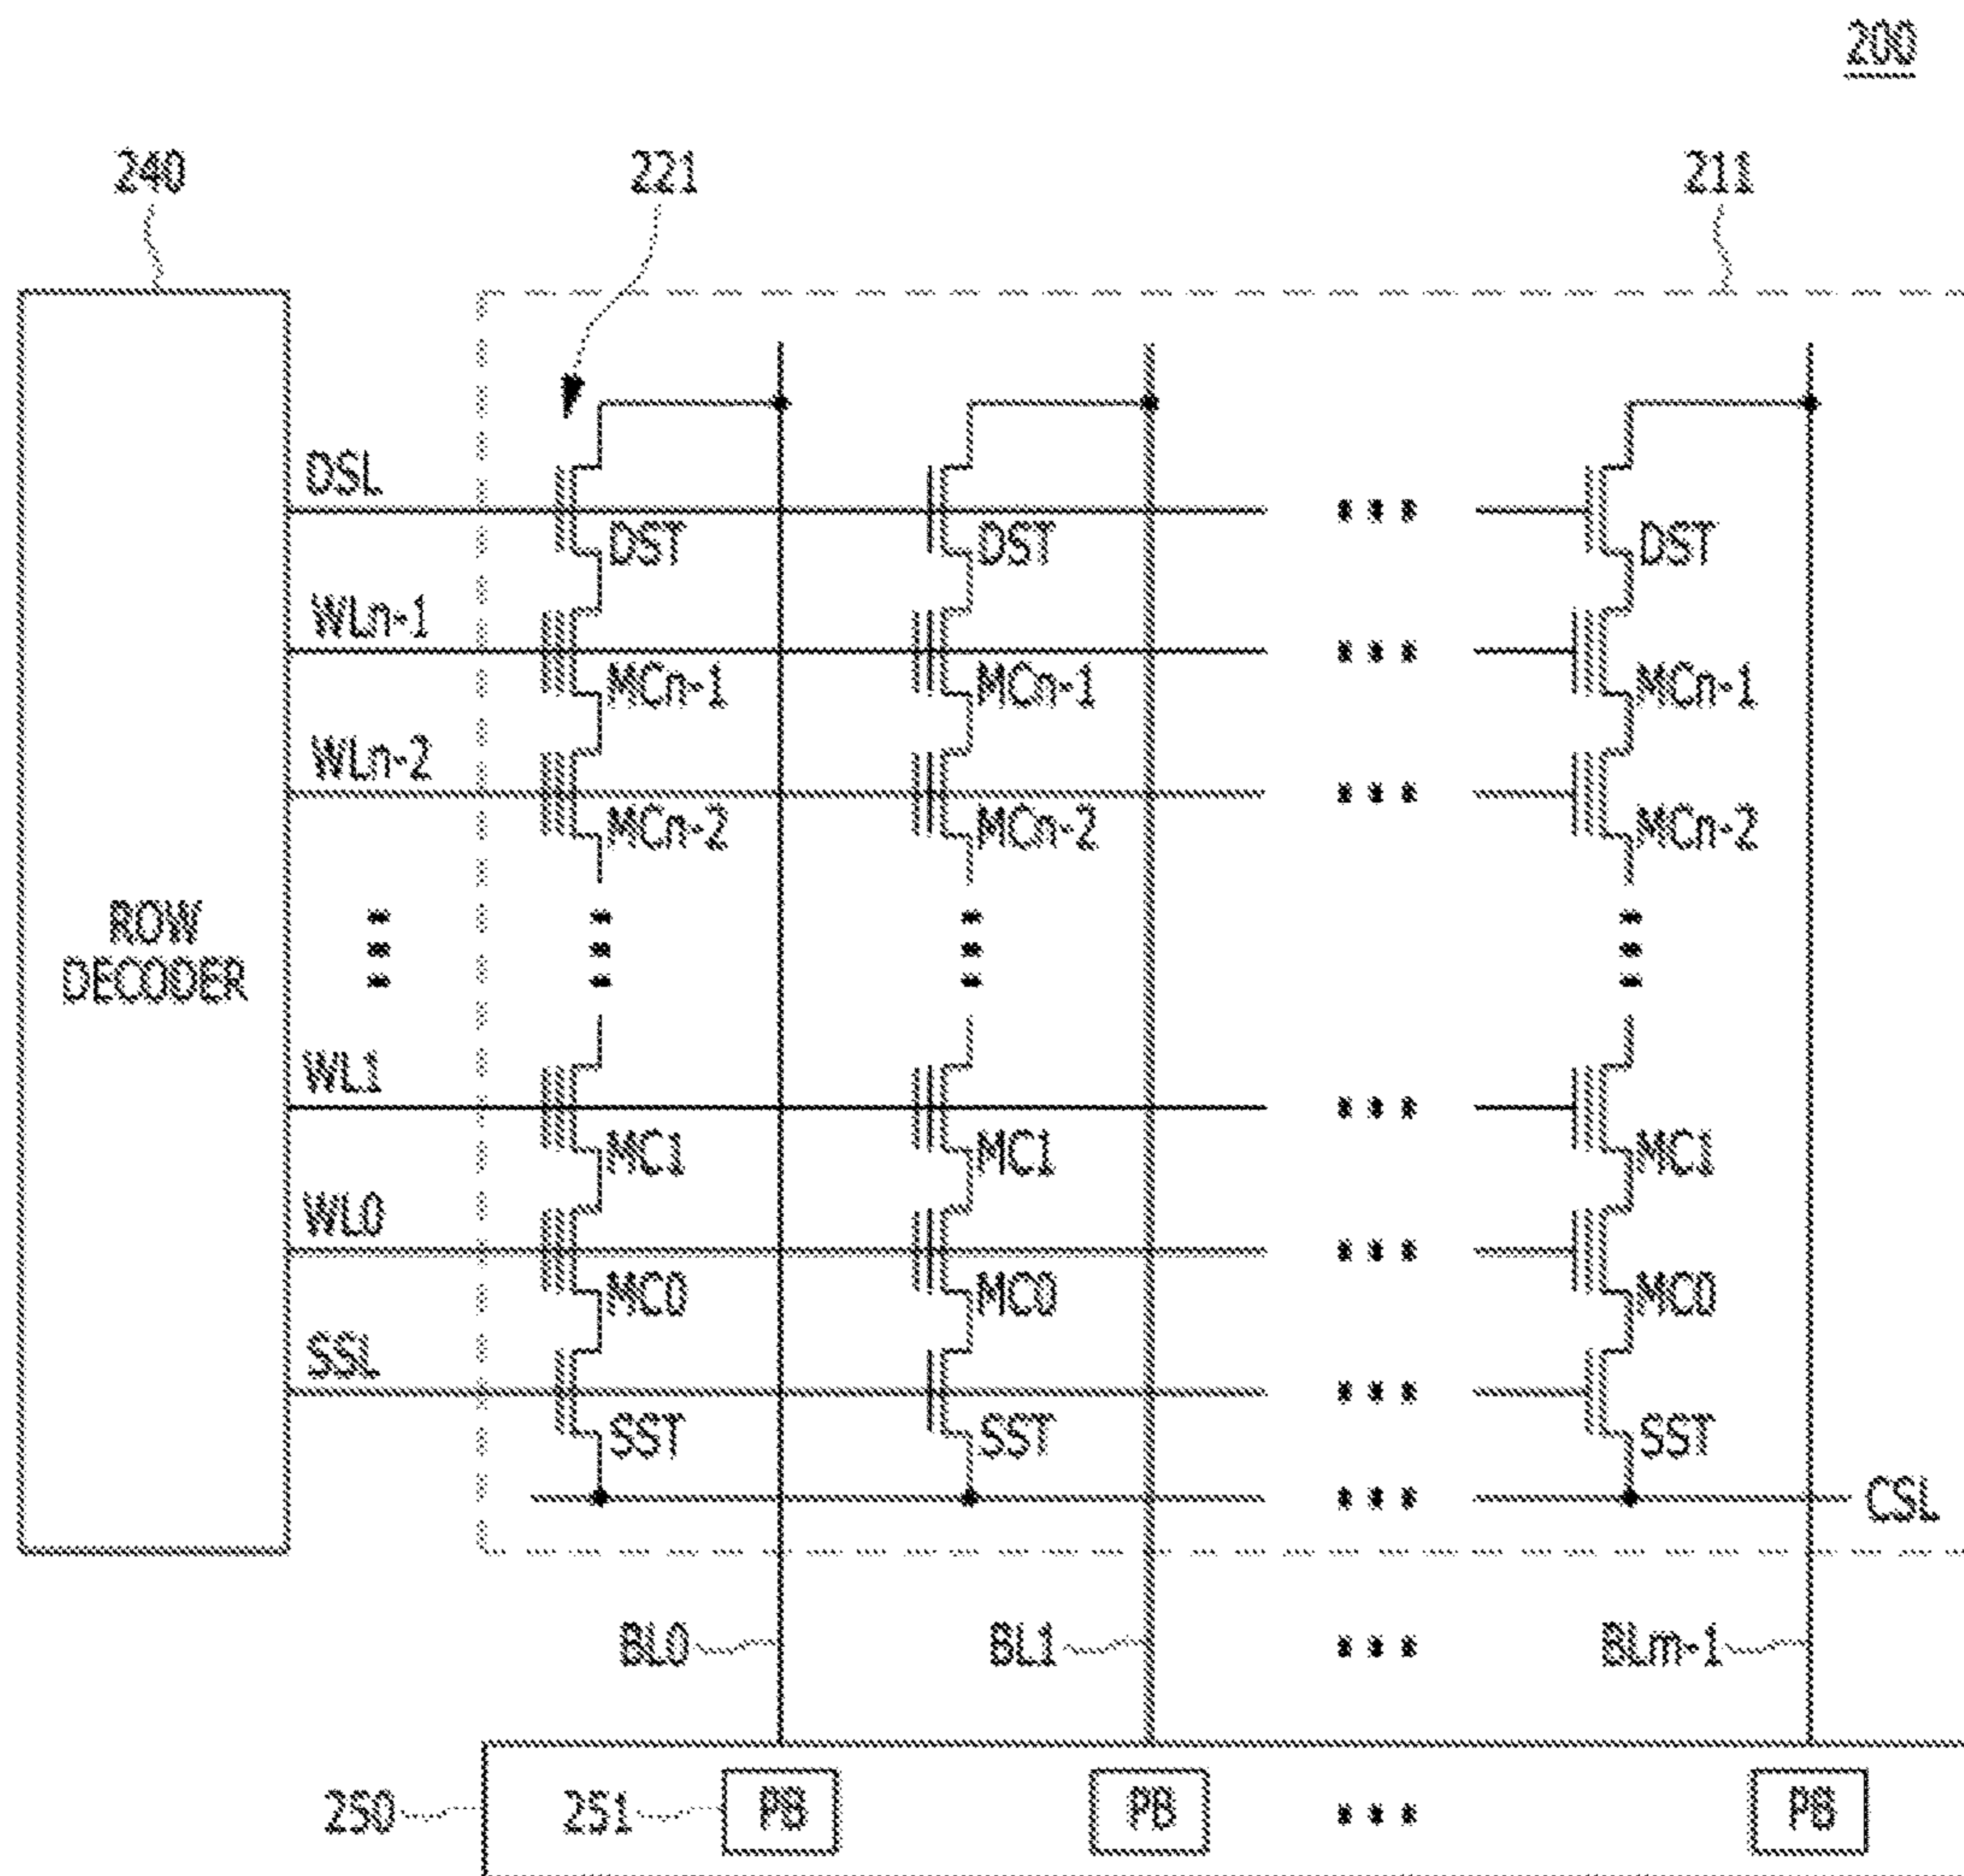 200
240 221 211
DSL
DST DST DST
WLn-1
MCn-1 MCn-1 MCn-1
WLn-2
MCn-2 MCn-2 MCn-2
ROW
DECODER
WL1
MC1 MC1 MC1
WL0
MC0 MC0 MC0
SSL
SST SST SST
CSL
BL0 BL1 BLm-1
250 251 PB PB PB